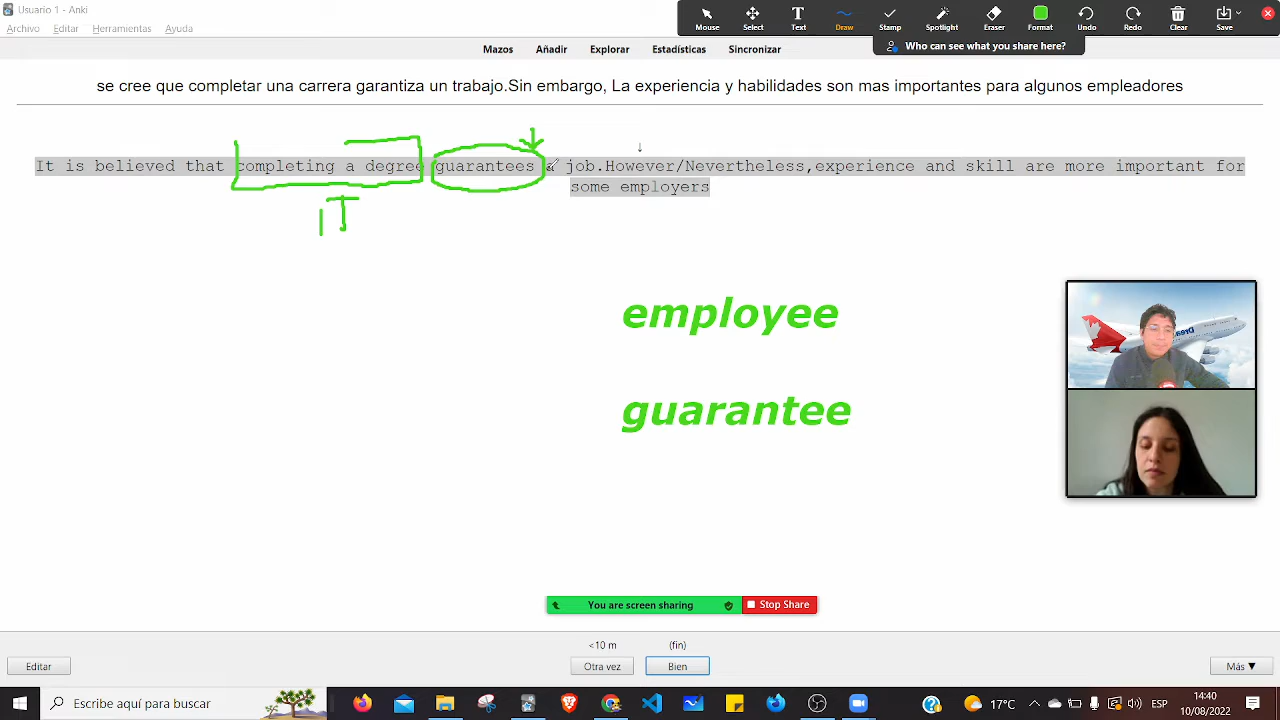 Usuario 1 - Anki
Archivo Editar Herramientas Ayuda
Mouse Select Text Draw Stamp Spotlight Eraser Format Undo Redo Clear Save
Who can see what you share here?
Mazos Añadir Explorar Estadísticas Sincronizar
se cree que completar una carrera garantiza un trabajo.Sin embargo, La experiencia y habilidades son mas importantes para algunos empleadores
It is believed that completing a degree guarantees a job.However/Nevertheless,experience and skill are more important for
some employers
IT
employee
guarantee
You are screen sharing Stop Share
<10 m (fin)
Editar Otra vez Bien Más ▼
Escribe aquí para buscar 17°C ESP 14:40
10/08/2022